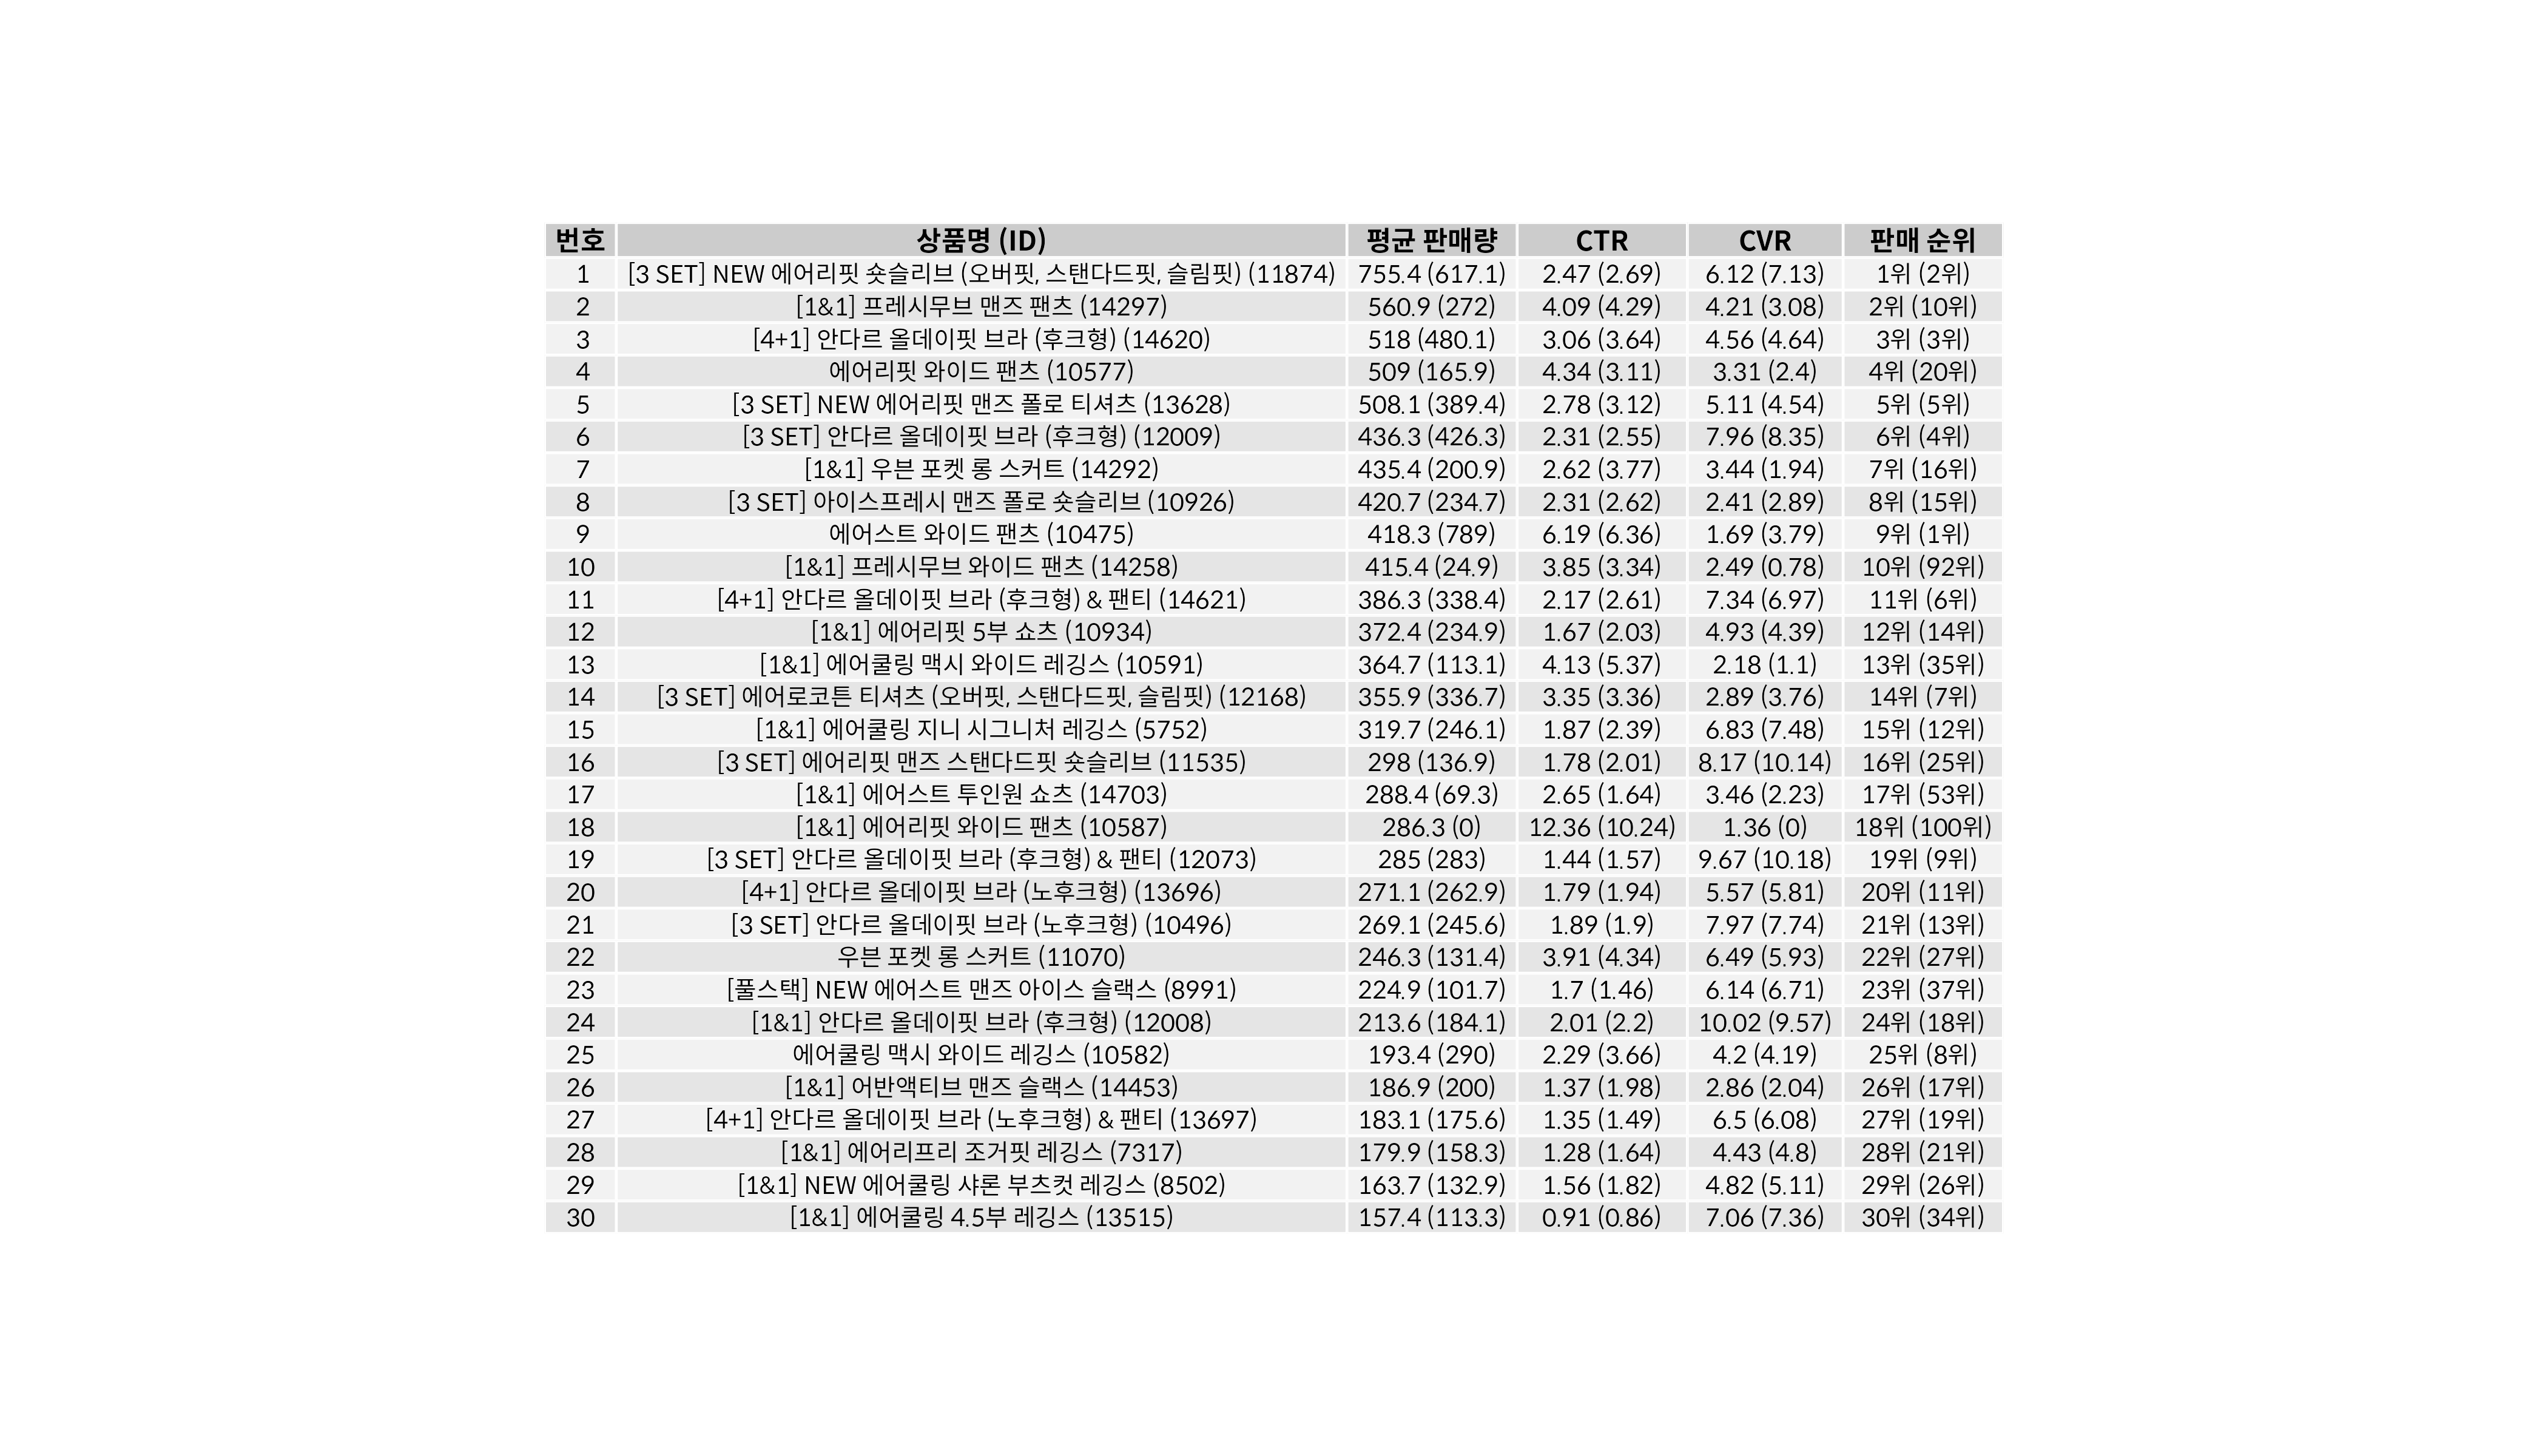 번호 상품명 (ID) 평균 판매량 CTR CVR 판매 순위
1 [3 SET] NEW 에어리핏 숏슬리브 (오버핏, 스탠다드핏, 슬림핏) (11874) 755.4 (617.1) 2.47 (2.69) 6.12 (7.13) 1위 (2위)
2 [1&1] 프레시무브 맨즈 팬츠 (14297) 560.9 (272) 4.09 (4.29) 4.21 (3.08) 2위 (10위)
3 [4+1] 안다르 올데이핏 브라 (후크형) (14620) 518 (480.1) 3.06 (3.64) 4.56 (4.64) 3위 (3위)
4 에어리핏 와이드 팬츠 (10577) 509 (165.9) 4.34 (3.11) 3.31 (2.4) 4위 (20위)
5 [3 SET] NEW 에어리핏 맨즈 폴로 티셔츠 (13628) 508.1 (389.4) 2.78 (3.12) 5.11 (4.54) 5위 (5위)
6 [3 SET] 안다르 올데이핏 브라 (후크형) (12009) 436.3 (426.3) 2.31 (2.55) 7.96 (8.35) 6위 (4위)
7 [1&1] 우븐 포켓 롱 스커트 (14292) 435.4 (200.9) 2.62 (3.77) 3.44 (1.94) 7위 (16위)
8 [3 SET] 아이스프레시 맨즈 폴로 숏슬리브 (10926) 420.7 (234.7) 2.31 (2.62) 2.41 (2.89) 8위 (15위)
9 에어스트 와이드 팬츠 (10475) 418.3 (789) 6.19 (6.36) 1.69 (3.79) 9위 (1위)
10 [1&1] 프레시무브 와이드 팬츠 (14258) 415.4 (24.9) 3.85 (3.34) 2.49 (0.78) 10위 (92위)
11 [4+1] 안다르 올데이핏 브라 (후크형) & 팬티 (14621) 386.3 (338.4) 2.17 (2.61) 7.34 (6.97) 11위 (6위)
12 [1&1] 에어리핏 5부 쇼츠 (10934) 372.4 (234.9) 1.67 (2.03) 4.93 (4.39) 12위 (14위)
13 [1&1] 에어쿨링 맥시 와이드 레깅스 (10591) 364.7 (113.1) 4.13 (5.37) 2.18 (1.1) 13위 (35위)
14 [3 SET] 에어로코튼 티셔츠 (오버핏, 스탠다드핏, 슬림핏) (12168) 355.9 (336.7) 3.35 (3.36) 2.89 (3.76) 14위 (7위)
15 [1&1] 에어쿨링 지니 시그니처 레깅스 (5752) 319.7 (246.1) 1.87 (2.39) 6.83 (7.48) 15위 (12위)
16 [3 SET] 에어리핏 맨즈 스탠다드핏 숏슬리브 (11535) 298 (136.9) 1.78 (2.01) 8.17 (10.14) 16위 (25위)
17 [1&1] 에어스트 투인원 쇼츠 (14703) 288.4 (69.3) 2.65 (1.64) 3.46 (2.23) 17위 (53위)
18 [1&1] 에어리핏 와이드 팬츠 (10587) 286.3 (0) 12.36 (10.24) 1.36 (0) 18위 (100위)
19 [3 SET] 안다르 올데이핏 브라 (후크형) & 팬티 (12073) 285 (283) 1.44 (1.57) 9.67 (10.18) 19위 (9위)
20 [4+1] 안다르 올데이핏 브라 (노후크형) (13696) 271.1 (262.9) 1.79 (1.94) 5.57 (5.81) 20위 (11위)
21 [3 SET] 안다르 올데이핏 브라 (노후크형) (10496) 269.1 (245.6) 1.89 (1.9) 7.97 (7.74) 21위 (13위)
22 우븐 포켓 롱 스커트 (11070) 246.3 (131.4) 3.91 (4.34) 6.49 (5.93) 22위 (27위)
23 [풀스택] NEW 에어스트 맨즈 아이스 슬랙스 (8991) 224.9 (101.7) 1.7 (1.46) 6.14 (6.71) 23위 (37위)
24 [1&1] 안다르 올데이핏 브라 (후크형) (12008) 213.6 (184.1) 2.01 (2.2) 10.02 (9.57) 24위 (18위)
25 에어쿨링 맥시 와이드 레깅스 (10582) 193.4 (290) 2.29 (3.66) 4.2 (4.19) 25위 (8위)
26 [1&1] 어반액티브 맨즈 슬랙스 (14453) 186.9 (200) 1.37 (1.98) 2.86 (2.04) 26위 (17위)
27 [4+1] 안다르 올데이핏 브라 (노후크형) & 팬티 (13697) 183.1 (175.6) 1.35 (1.49) 6.5 (6.08) 27위 (19위)
28 [1&1] 에어리프리 조거핏 레깅스 (7317) 179.9 (158.3) 1.28 (1.64) 4.43 (4.8) 28위 (21위)
29 [1&1] NEW 에어쿨링 샤론 부츠컷 레깅스 (8502) 163.7 (132.9) 1.56 (1.82) 4.82 (5.11) 29위 (26위)
30 [1&1] 에어쿨링 4.5부 레깅스 (13515) 157.4 (113.3) 0.91 (0.86) 7.06 (7.36) 30위 (34위)